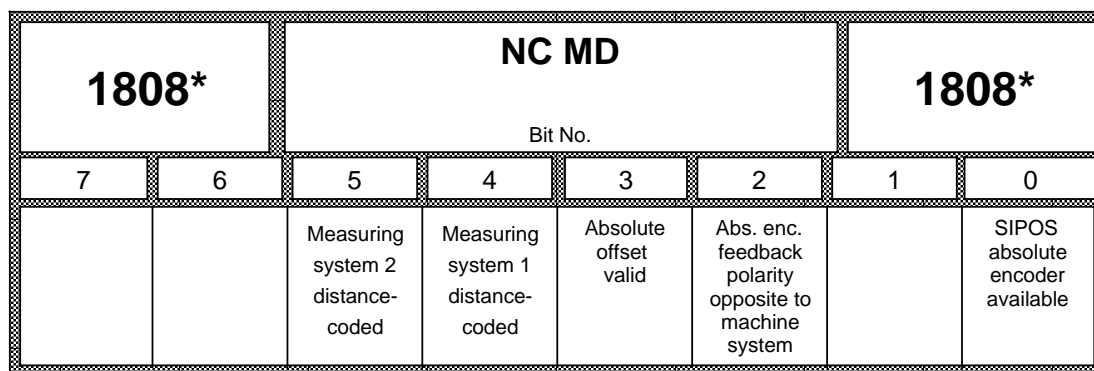 1808*
NC MD
Bit No.
1808*
7 6 5 4 3 2 1 0
Measuring
system 2
distance-
coded
Measuring
system 1
distance-
coded
Absolute
offset
valid
Abs. enc.
feedback
polarity
opposite to
machine
system
SIPOS
absolute
encoder
available